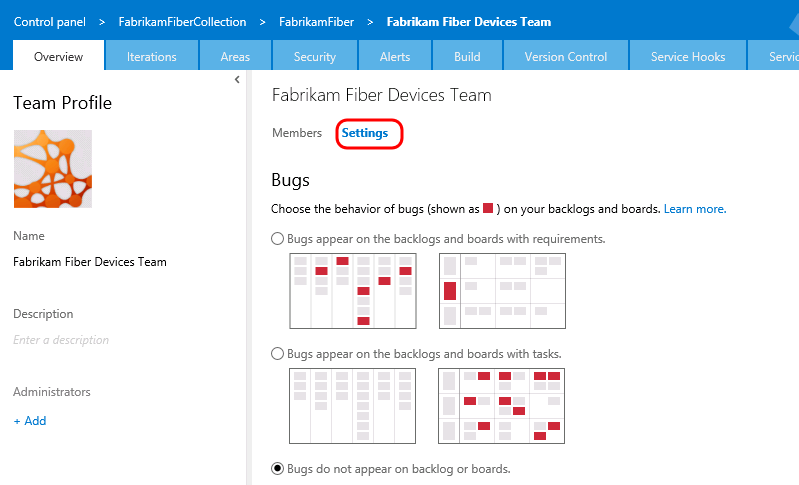 Control panel > FabrikamFiberCollection > FabrikamFiber > Fabrikam Fiber Devices Team
Overview Iterations Areas Security Alerts Build Version Control Service Hooks Servic
Team Profile
Name
Fabrikam Fiber Devices Team
Description
Enter a description
Administrators
+ Add
Fabrikam Fiber Devices Team
Members Settings
Bugs
Choose the behavior of bugs (shown as ) on your backlogs and boards. Learn more.
Bugs appear on the backlogs and boards with requirements.
Bugs appear on the backlogs and boards with tasks.
Bugs do not appear on backlog or boards.